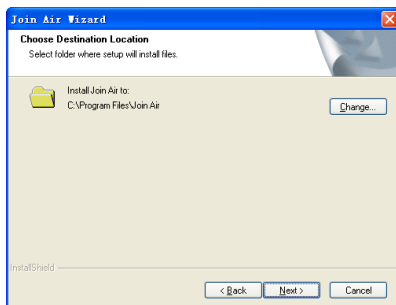 Join Air Wizard
Choose Destination Location
Select folder where setup will install files.
Install Join Air to:
C:\Program Files\Join Air
Change...
InstallShield
< Back
Next >
Cancel